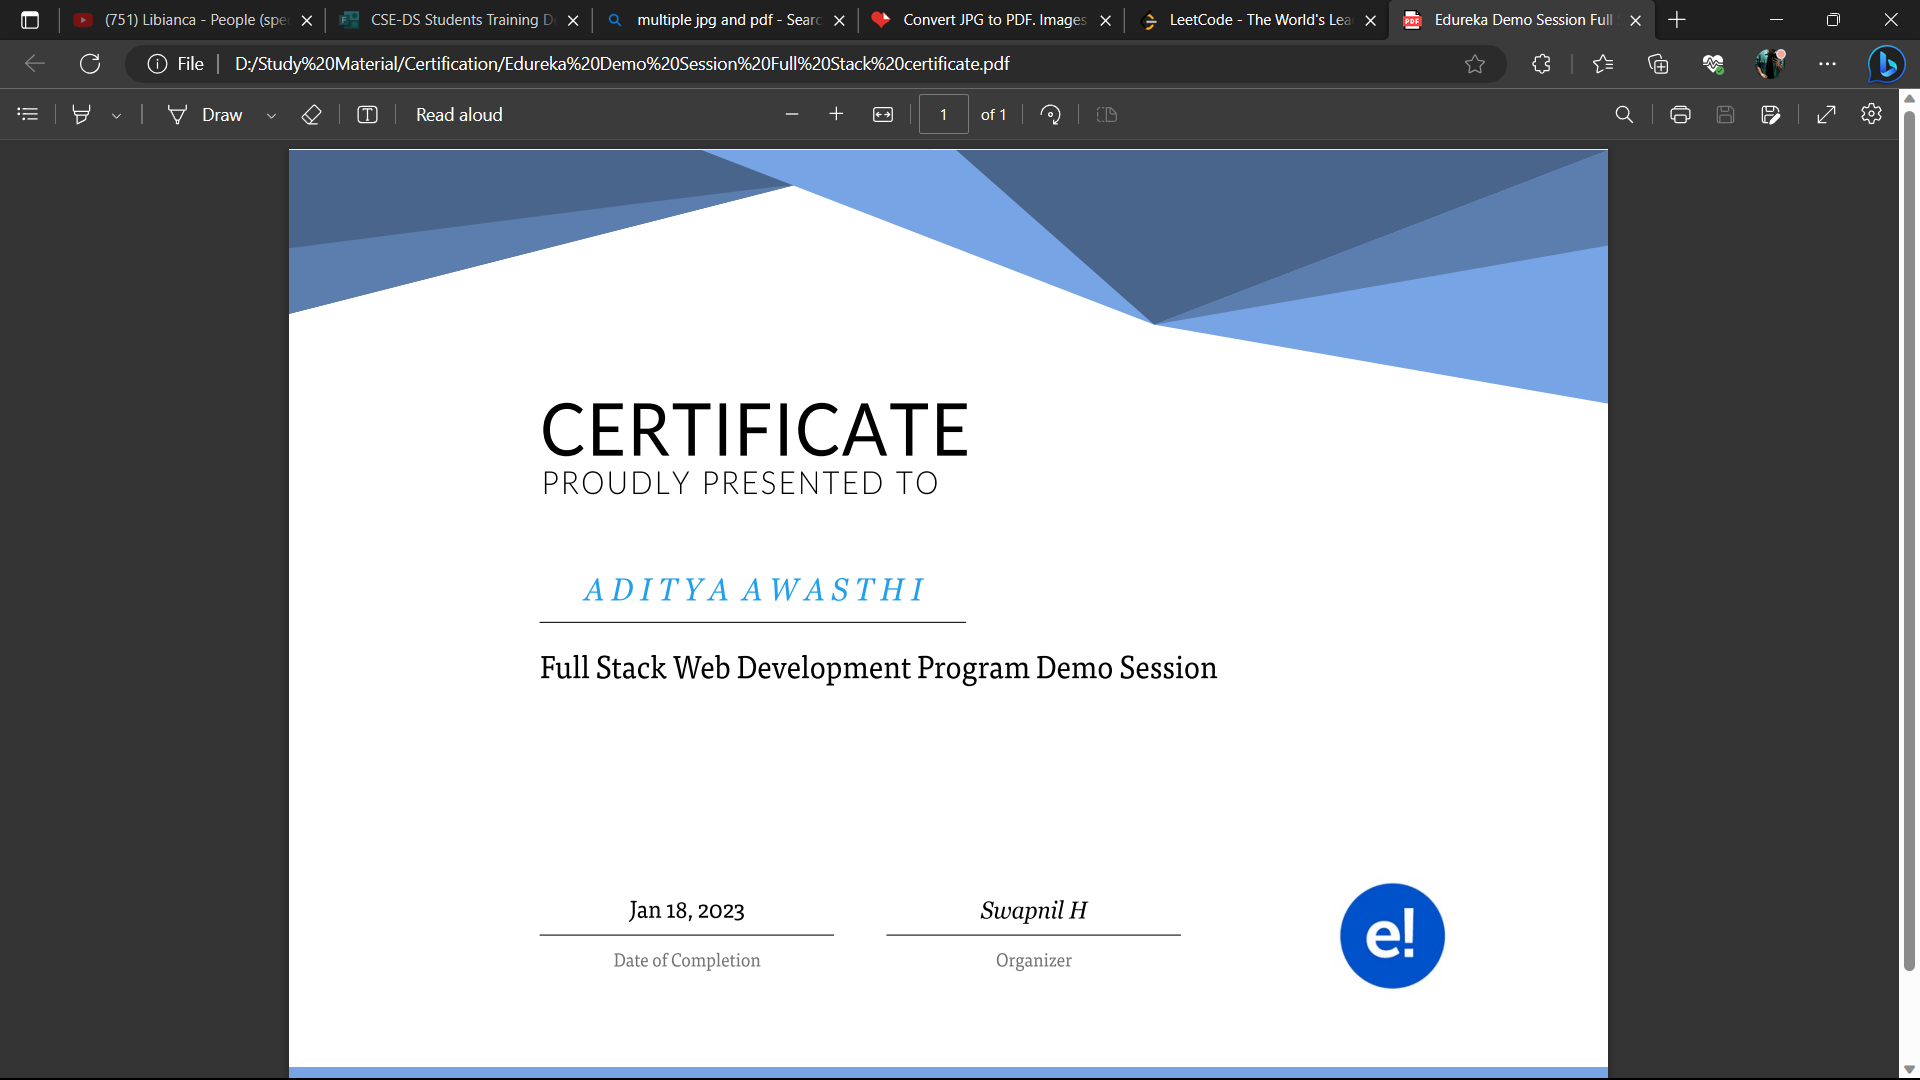 (751) Libianca - People (spe
CSE-DS Students Training D
multiple jpg and pdf - Searc
Convert JPG to PDF. Images
LeetCode - The World's Lea
Edureka Demo Session Full
File
D:/Study%20Material/Certification/Edureka%20Demo%20Session%20Full%20Stack%20certificate.pdf
Draw
Read aloud
1
of 1
CERTIFICATE
PROUDLY PRESENTED TO
ADITYA AWASTHI
Full Stack Web Development Program Demo Session
Jan 18, 2023
Swapnil H
Date of Completion
Organizer
e!